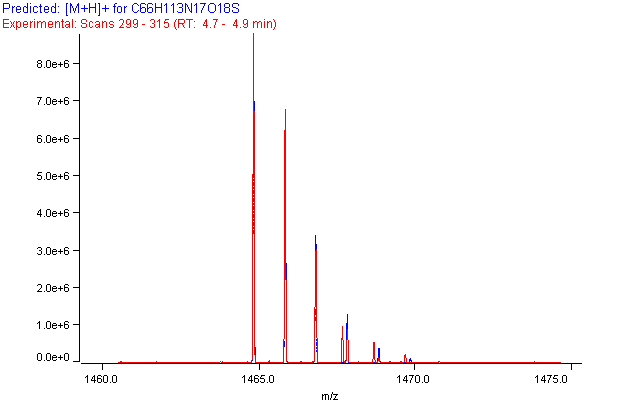 Predicted: [M+H]+ for C66H113N17O18S
Experimental: Scans 299 - 315 (RT: 4.7 - 4.9 min)
8.0e+6
7.0e+6
6.0e+6
5.0e+6
4.0e+6
3.0e+6
2.0e+6
1.0e+6
0.0e+0
1460.0 1465.0 1470.0 1475.0
m/z